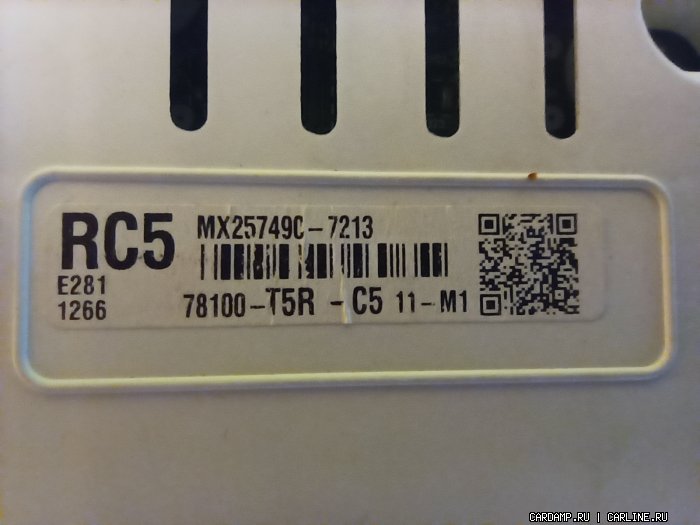 RC5
MX257490-7213
E281
1266
78100-T5R -C5 11-M1
CARDAMP.RU | CARLINE.RU